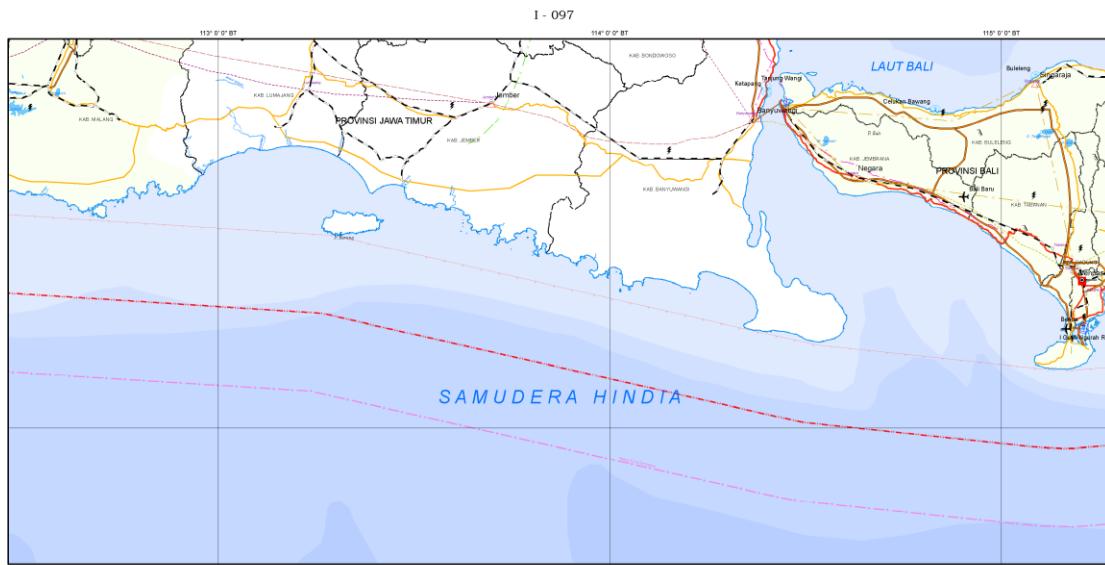 I - 097
113° 0' 0" BT
114° 0' 0" BT
115° 0' 0" BT
KAB. BONDOWOSO
LAUT BALI
Buleleng
Singaraja
Ketapang
Tanjung Wangi
KAB. LUMAJANG
Jember
Celukan Bawang
Banyuwangi
KAB. MALANG
PROVINSI JAWA TIMUR
KAB. JEMBER
P. Bali
KAB. BULELENG
KAB. JEMBRANA
Negara
PROVINSI BALI
KAB. BANYUWANGI
Bali Baru
KAB. TABANAN
P. Barung
SAMUDERA HINDIA